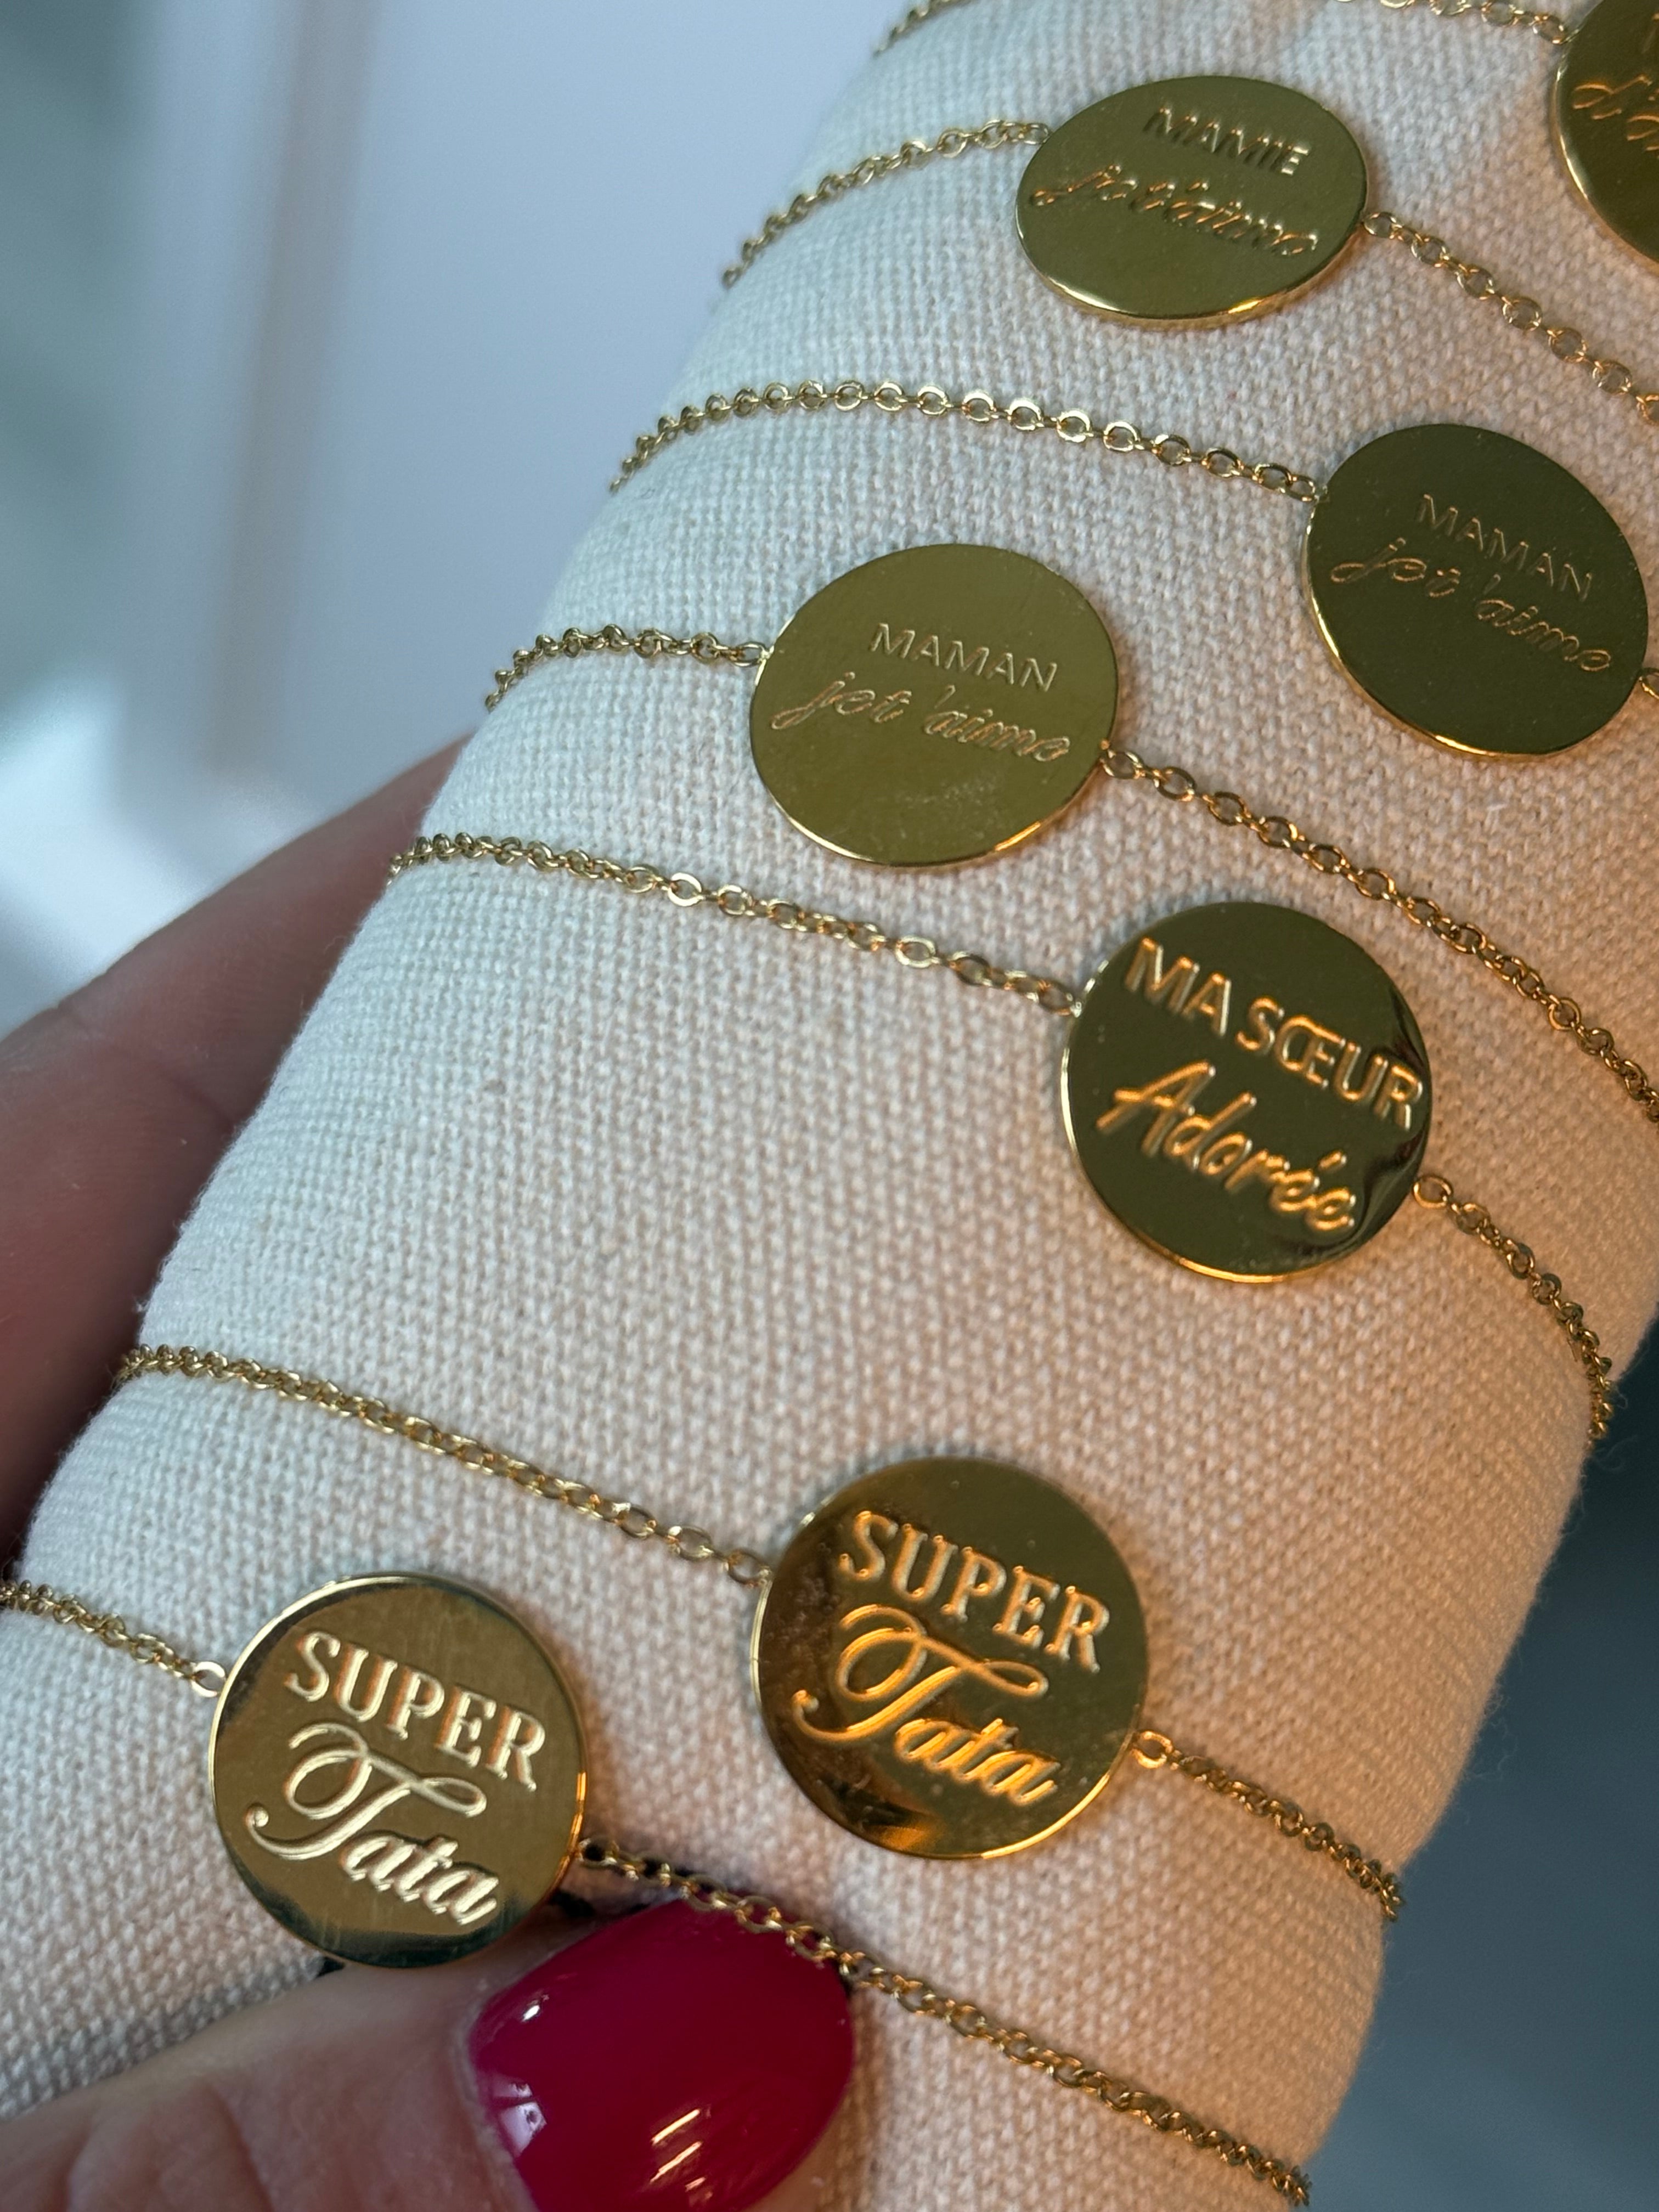 MAMIE
je t'aime
MAMAN
je t'aime
MAMAN
je t'aime
MA SŒUR
Adorée
SUPER
Tata
SUPER
Tata